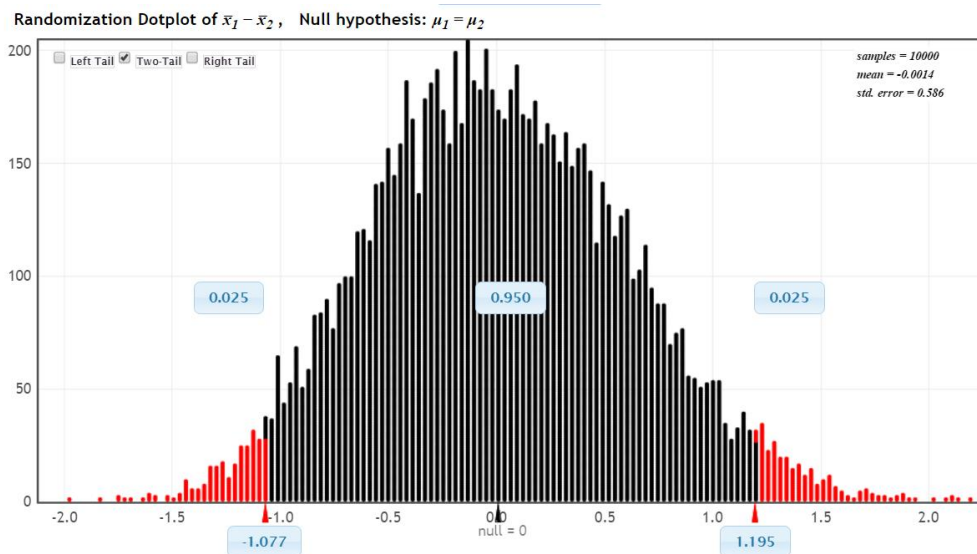 Randomization Dotplot of x̄₁ − x̄₂ ,   Null hypothesis: μ₁ = μ₂
200
Left Tail Two-Tail Right Tail
samples = 10000
mean = -0.0014
std. error = 0.586
150
100
0.025 0.950 0.025
50
0
-2.0 -1.5 -1.0 -0.5 0.0 0.5 1.0 1.5 2.0
null = 0
-1.077 1.195